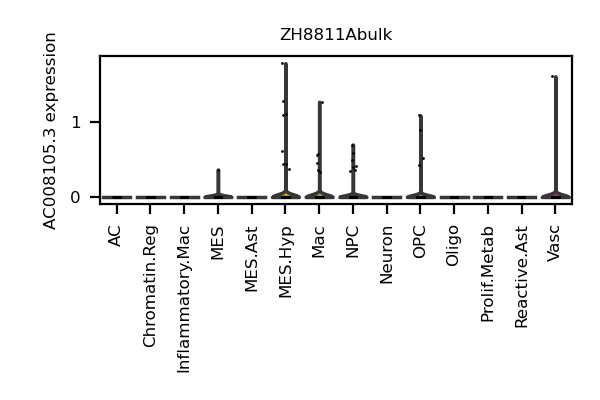 ZH8811Abulk
AC008105.3 expression
1
0
AC
Chromatin.Reg
Inflammatory.Mac
MES
MES.Ast
MES.Hyp
Mac
NPC
Neuron
OPC
Oligo
Prolif.Metab
Reactive.Ast
Vasc